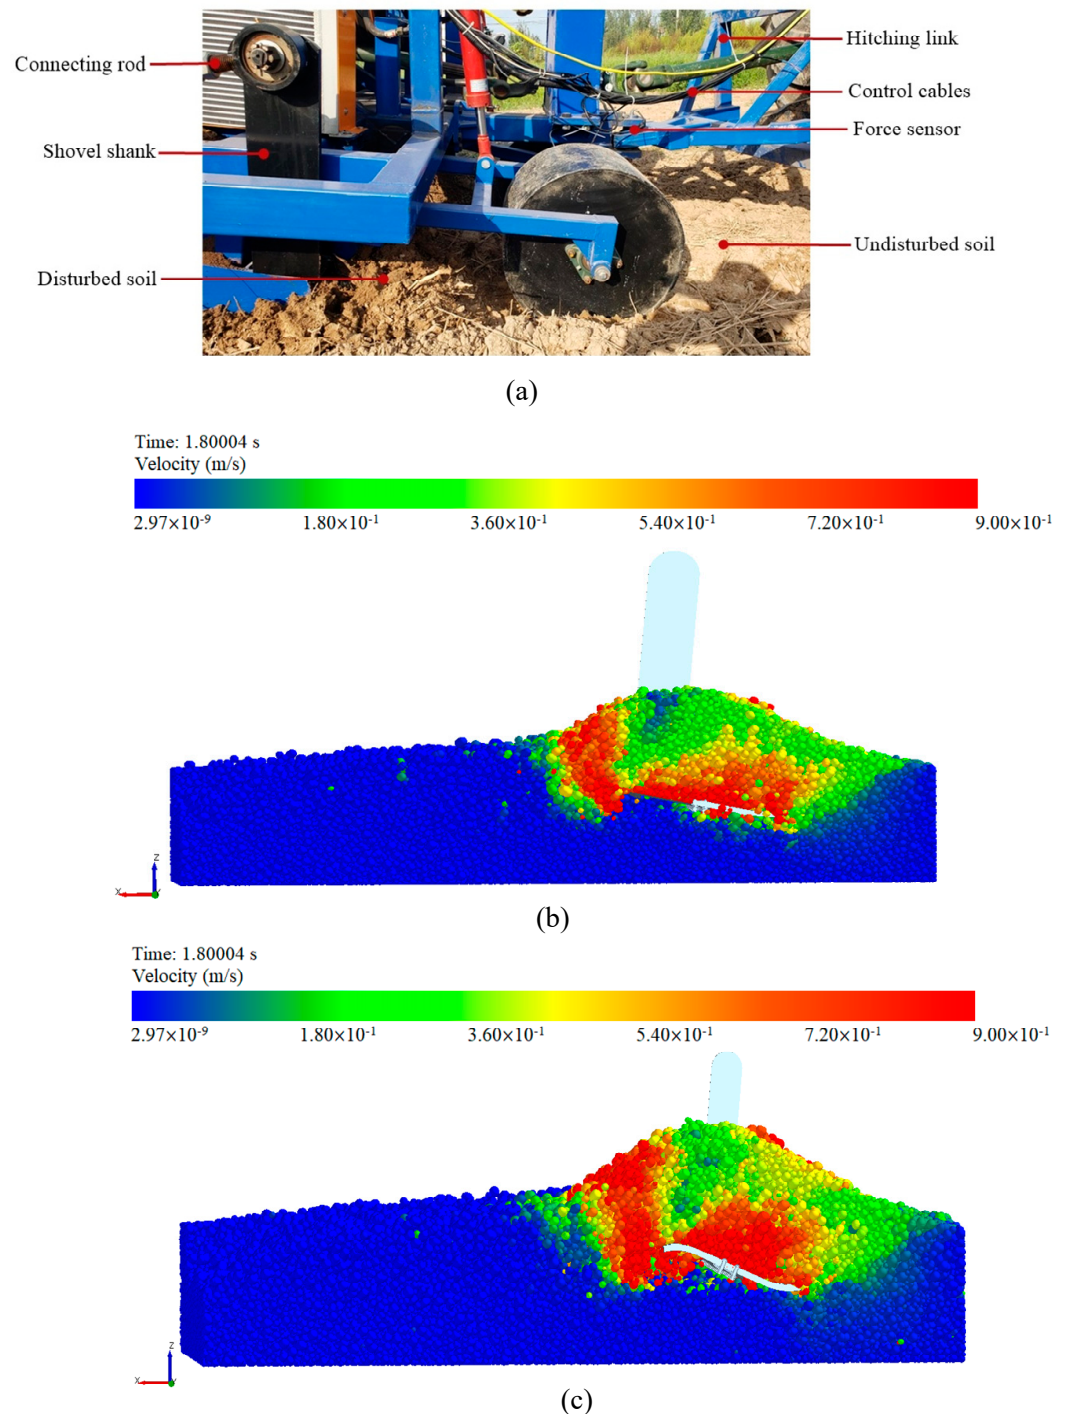 Hitching link
Connecting rod
Control cables
Force sensor
Shovel shank
Undisturbed soil
Disturbed soil
(a)
Time: 1.80004 s
Velocity (m/s)
2.97×10⁻⁹ 1.80×10⁻¹ 3.60×10⁻¹ 5.40×10⁻¹ 7.20×10⁻¹ 9.00×10⁻¹
Z
X
Y
(b)
Time: 1.80004 s
Velocity (m/s)
2.97×10⁻⁹ 1.80×10⁻¹ 3.60×10⁻¹ 5.40×10⁻¹ 7.20×10⁻¹ 9.00×10⁻¹
Z
X
Y
(c)